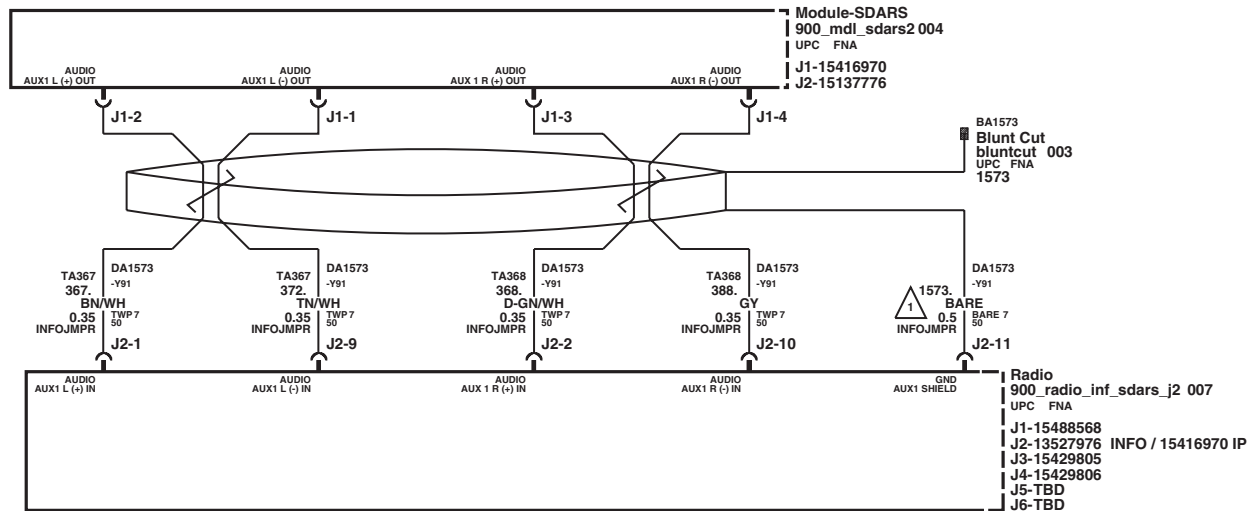 Module-SDARS
900_mdl_sdars2 004
UPC FNA
J1-15416970
J2-15137776
AUDIO
AUX1 L (+) OUT
AUDIO
AUX1 L (-) OUT
AUDIO
AUX 1 R (+) OUT
AUDIO
AUX1 R (-) OUT
J1-2
J1-1
J1-3
J1-4
BA1573
Blunt Cut
bluntcut 003
UPC FNA
1573
TA367
367.
BN/WH
0.35
INFOJMPR
DA1573
-Y91
TWP 7
50
J2-1
TA367
372.
TN/WH
0.35
INFOJMPR
DA1573
-Y91
TWP 7
50
J2-9
TA368
368.
D-GN/WH
0.35
INFOJMPR
DA1573
-Y91
TWP 7
50
J2-2
TA368
388.
GY
0.35
INFOJMPR
DA1573
-Y91
TWP 7
50
J2-10
1
1573.
BARE
0.5
INFOJMPR
DA1573
-Y91
BARE 7
50
J2-11
AUDIO
AUX1 L (+) IN
AUDIO
AUX1 L (-) IN
AUDIO
AUX 1 R (+) IN
AUDIO
AUX1 R (-) IN
GND
AUX1 SHIELD
Radio
900_radio_inf_sdars_j2 007
UPC FNA
J1-15488568
J2-13527976 INFO / 15416970 IP
J3-15429805
J4-15429806
J5-TBD
J6-TBD